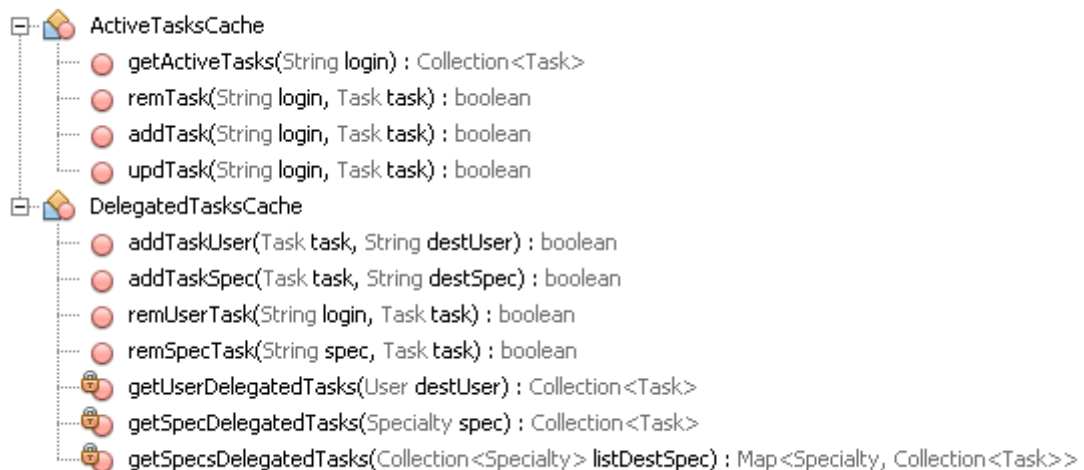 ActiveTasksCache
getActiveTasks(String login) : Collection<Task>
remTask(String login, Task task) : boolean
addTask(String login, Task task) : boolean
updTask(String login, Task task) : boolean
DelegatedTasksCache
addTaskUser(Task task, String destUser) : boolean
addTaskSpec(Task task, String destSpec) : boolean
remUserTask(String login, Task task) : boolean
remSpecTask(String spec, Task task) : boolean
getUserDelegatedTasks(User destUser) : Collection<Task>
getSpecDelegatedTasks(Specialty spec) : Collection<Task>
getSpecsDelegatedTasks(Collection<Specialty> listDestSpec) : Map<Specialty, Collection<Task>>